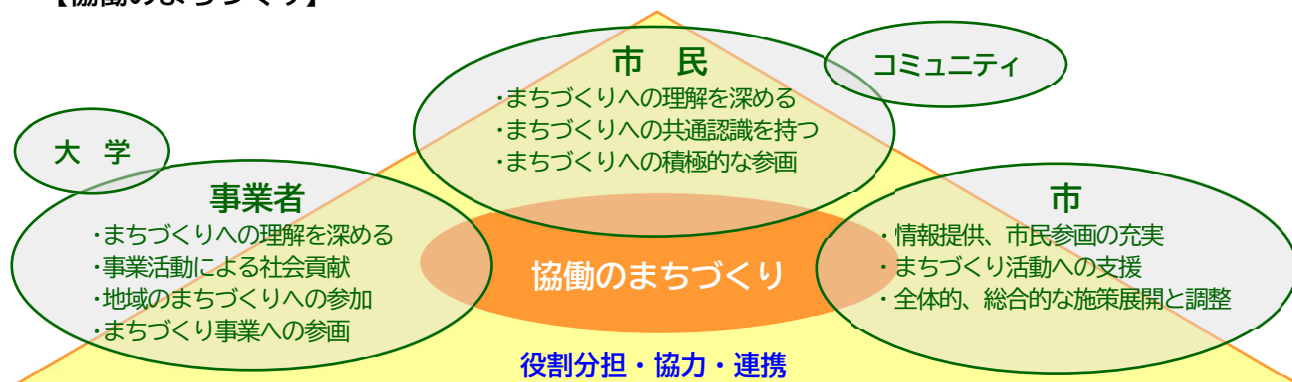 【協働のまちづくり】
市　民
・まちづくりへの理解を深める
・まちづくりへの共通認識を持つ
・まちづくりへの積極的な参画
コミュニティ
大　学
事業者
・まちづくりへの理解を深める
・事業活動による社会貢献
・地域のまちづくりへの参加
・まちづくり事業への参画
協働のまちづくり
市
・情報提供、市民参画の充実
・まちづくり活動への支援
・全体的、総合的な施策展開と調整
役割分担・協力・連携